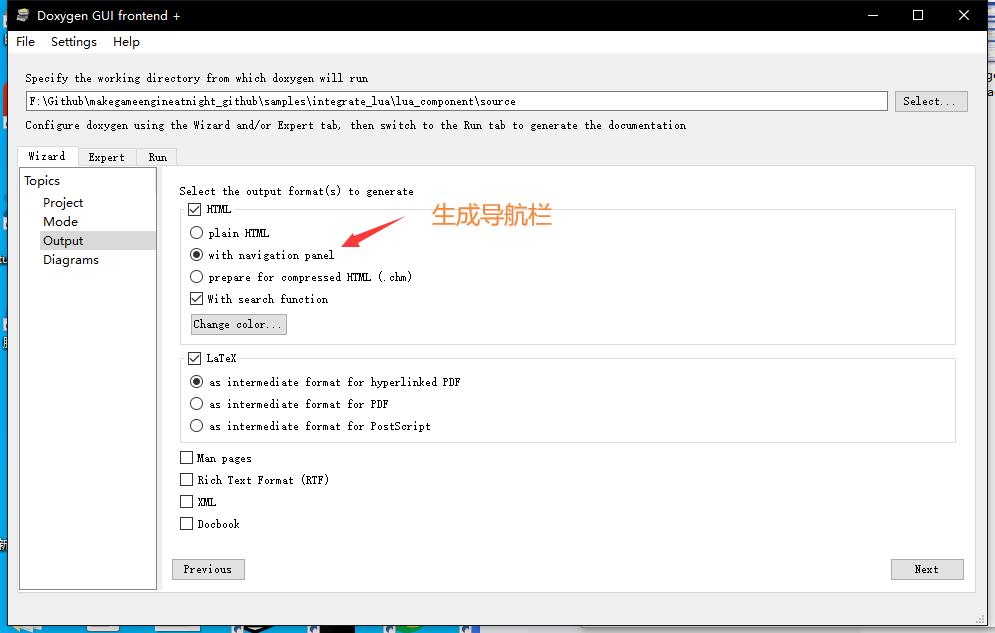 Doxygen GUI frontend +
File Settings Help
Specify the working directory from which doxygen will run
F:\Github\makegameengineatnight_github\samples\integrate_lua\lua_component\source
Select...
Configure doxygen using the Wizard and/or Expert tab, then switch to the Run tab to generate the documentation
Wizard Expert Run
Topics
Project
Mode
Output
Diagrams
Select the output format(s) to generate
HTML
生成导航栏
plain HTML
with navigation panel
prepare for compressed HTML (.chm)
With search function
Change color...
LaTeX
as intermediate format for hyperlinked PDF
as intermediate format for PDF
as intermediate format for PostScript
Man pages
Rich Text Format (RTF)
XML
Docbook
Previous
Next